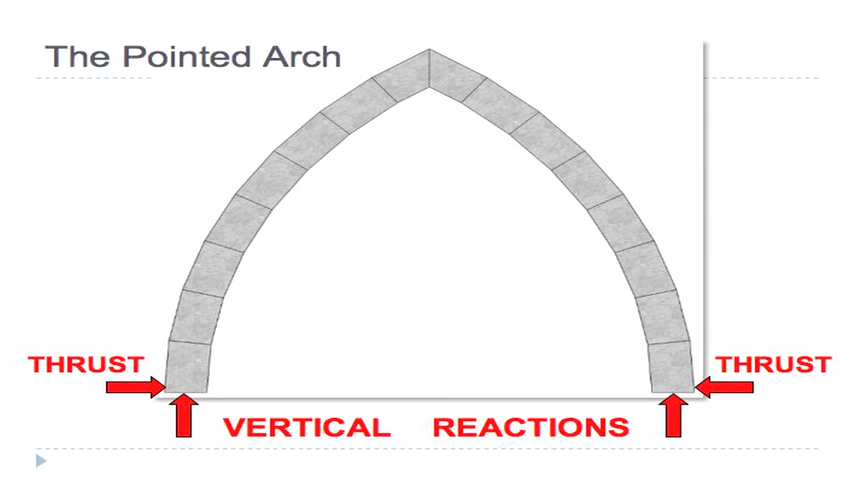 The Pointed Arch
THRUST
THRUST
VERTICAL REACTIONS